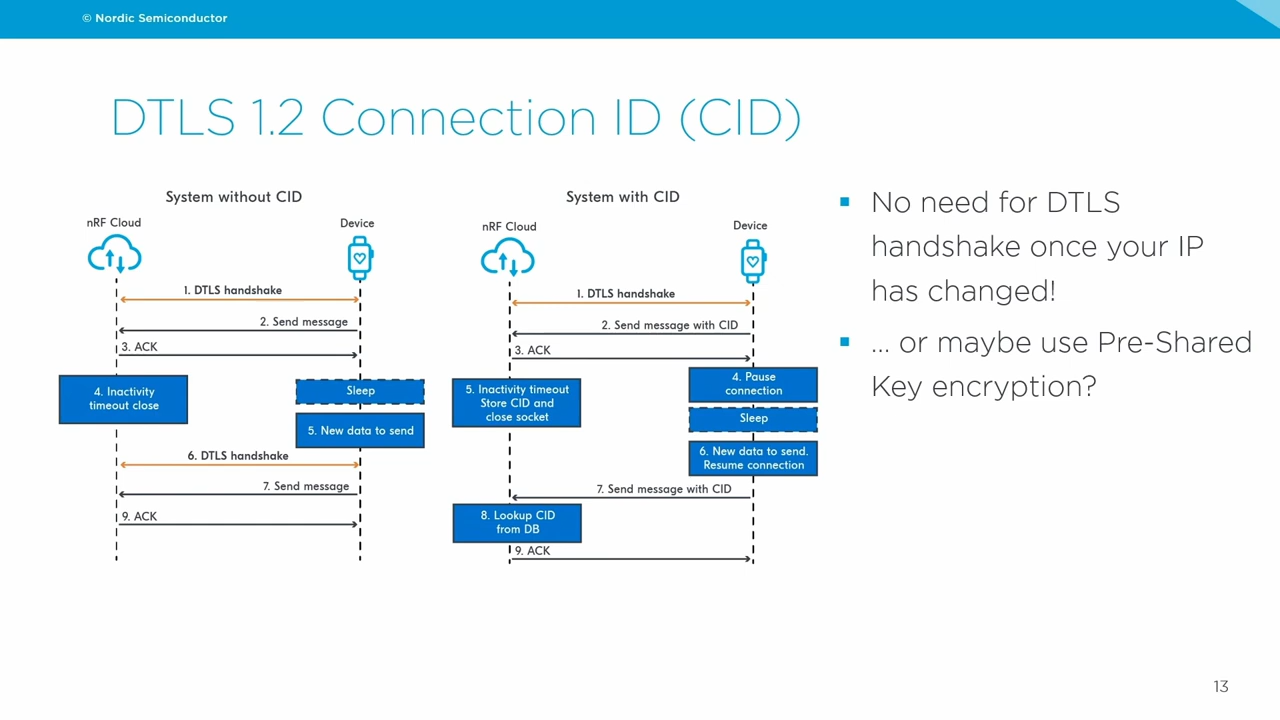 © Nordic Semiconductor
DTLS 1.2 Connection ID (CID)
System without CID
nRF Cloud
Device
1. DTLS handshake
2. Send message
3. ACK
4. Inactivity
timeout close
Sleep
5. New data to send
6. DTLS handshake
7. Send message
9. ACK
System with CID
nRF Cloud
Device
1. DTLS handshake
2. Send message with CID
3. ACK
4. Pause
connection
5. Inactivity timeout
Store CID and
close socket
Sleep
6. New data to send.
Resume connection
7. Send message with CID
8. Lookup CID
from DB
9. ACK
▪ No need for DTLS
handshake once your IP
has changed!
▪ … or maybe use Pre-Shared
Key encryption?
13